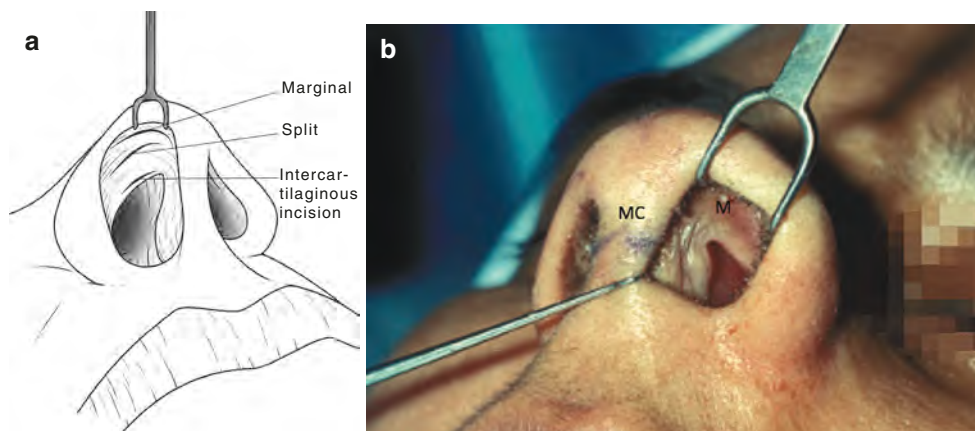 a
Marginal
Split
Intercar-
tilaginous
incision
b
MC
M